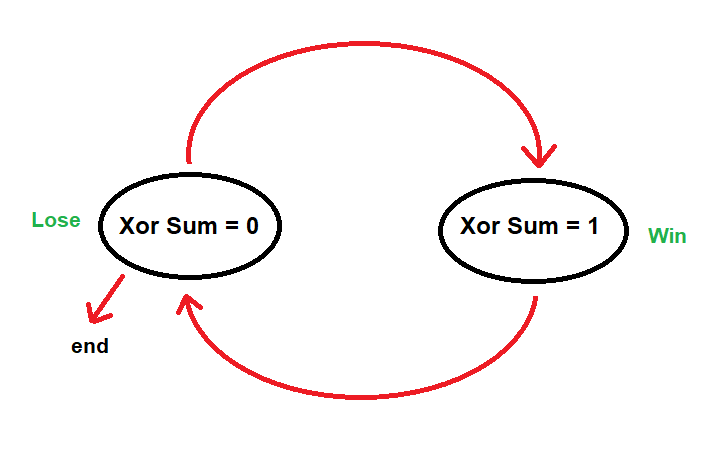 Lose
Xor Sum = 0
Xor Sum = 1
Win
end